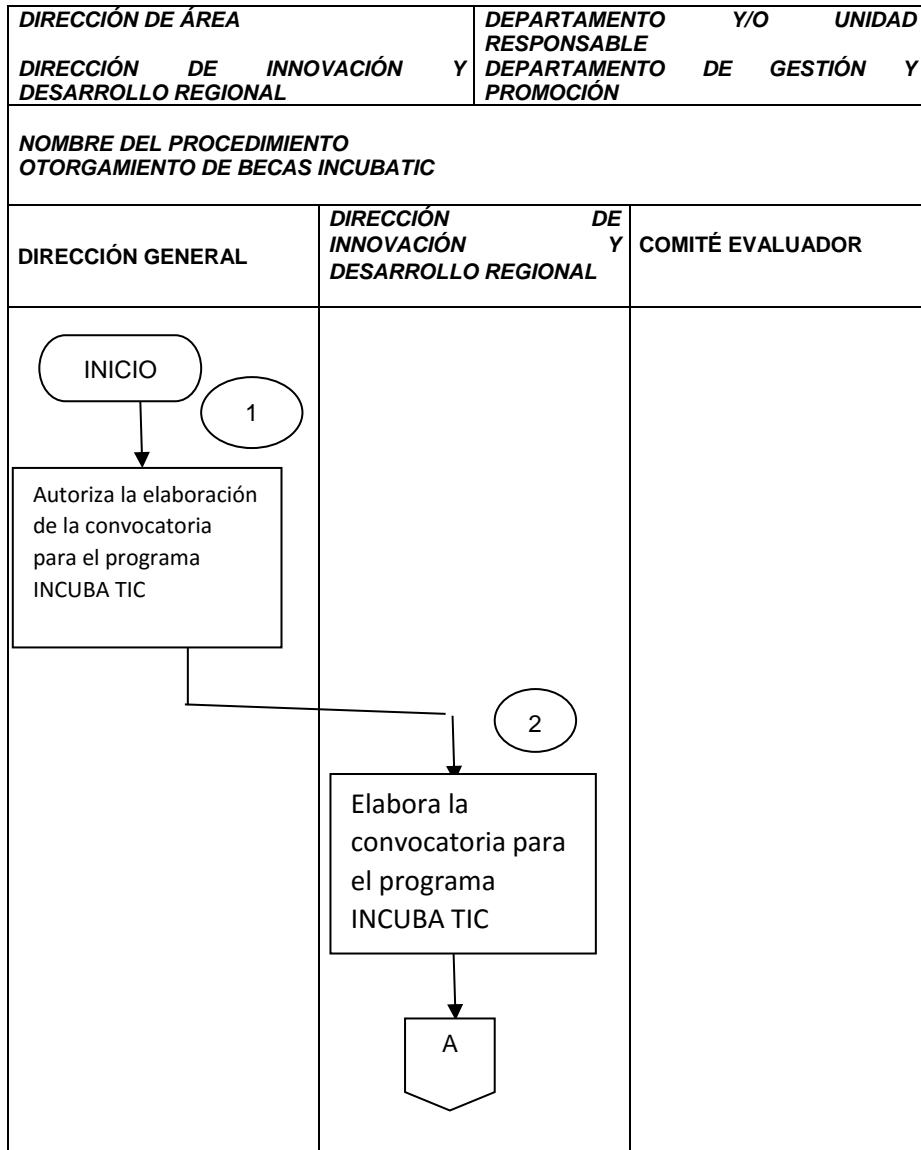 DIRECCIÓN DE ÁREA
DIRECCIÓN DE INNOVACIÓN Y
DESARROLLO REGIONAL
DEPARTAMENTO Y/O UNIDAD
RESPONSABLE
DEPARTAMENTO DE GESTIÓN Y
PROMOCIÓN
NOMBRE DEL PROCEDIMIENTO
OTORGAMIENTO DE BECAS INCUBATIC
DIRECCIÓN GENERAL
DIRECCIÓN DE
INNOVACIÓN Y
DESARROLLO REGIONAL
COMITÉ EVALUADOR
INICIO
1
Autoriza la elaboración
de la convocatoria
para el programa
INCUBA TIC
2
Elabora la
convocatoria para
el programa
INCUBA TIC
A